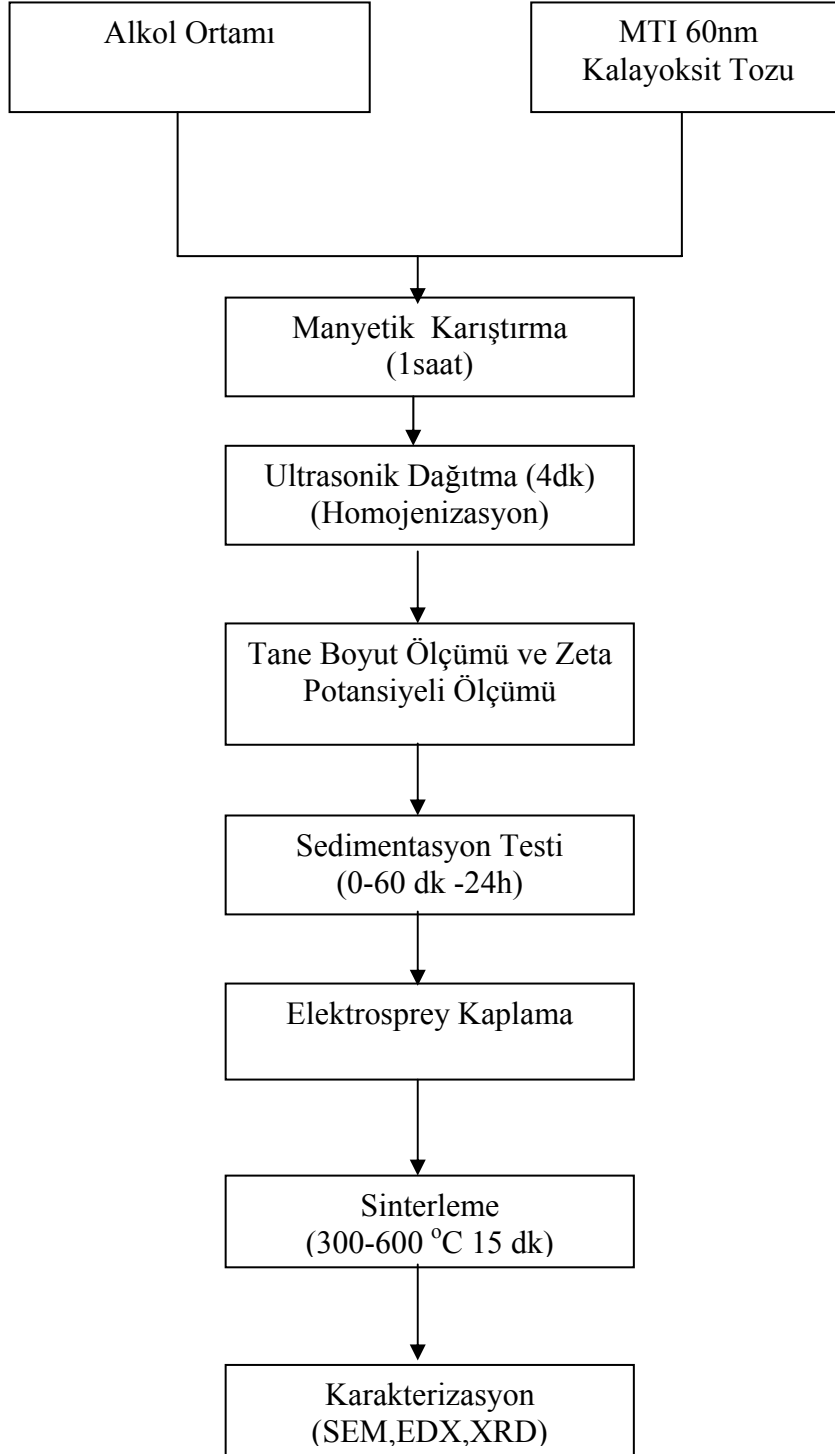 Alkol Ortamı
MTI 60nm
Kalayoksit Tozu
Manyetik Karıştırma
(1saat)
Ultrasonik Dağıtma (4dk)
(Homojenizasyon)
Tane Boyut Ölçümü ve Zeta
Potansiyeli Ölçümü
Sedimentasyon Testi
(0-60 dk -24h)
Elektrosprey Kaplama
Sinterleme
(300-600 °C 15 dk)
Karakterizasyon
(SEM,EDX,XRD)